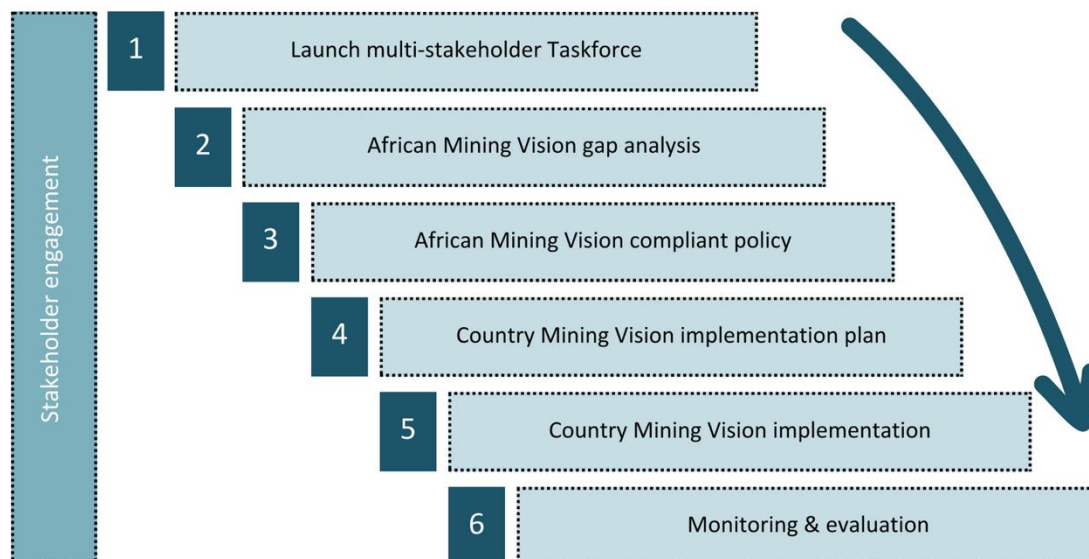 Stakeholder engagement
1 Launch multi-stakeholder Taskforce
2 African Mining Vision gap analysis
3 African Mining Vision compliant policy
4 Country Mining Vision implementation plan
5 Country Mining Vision implementation
6 Monitoring & evaluation